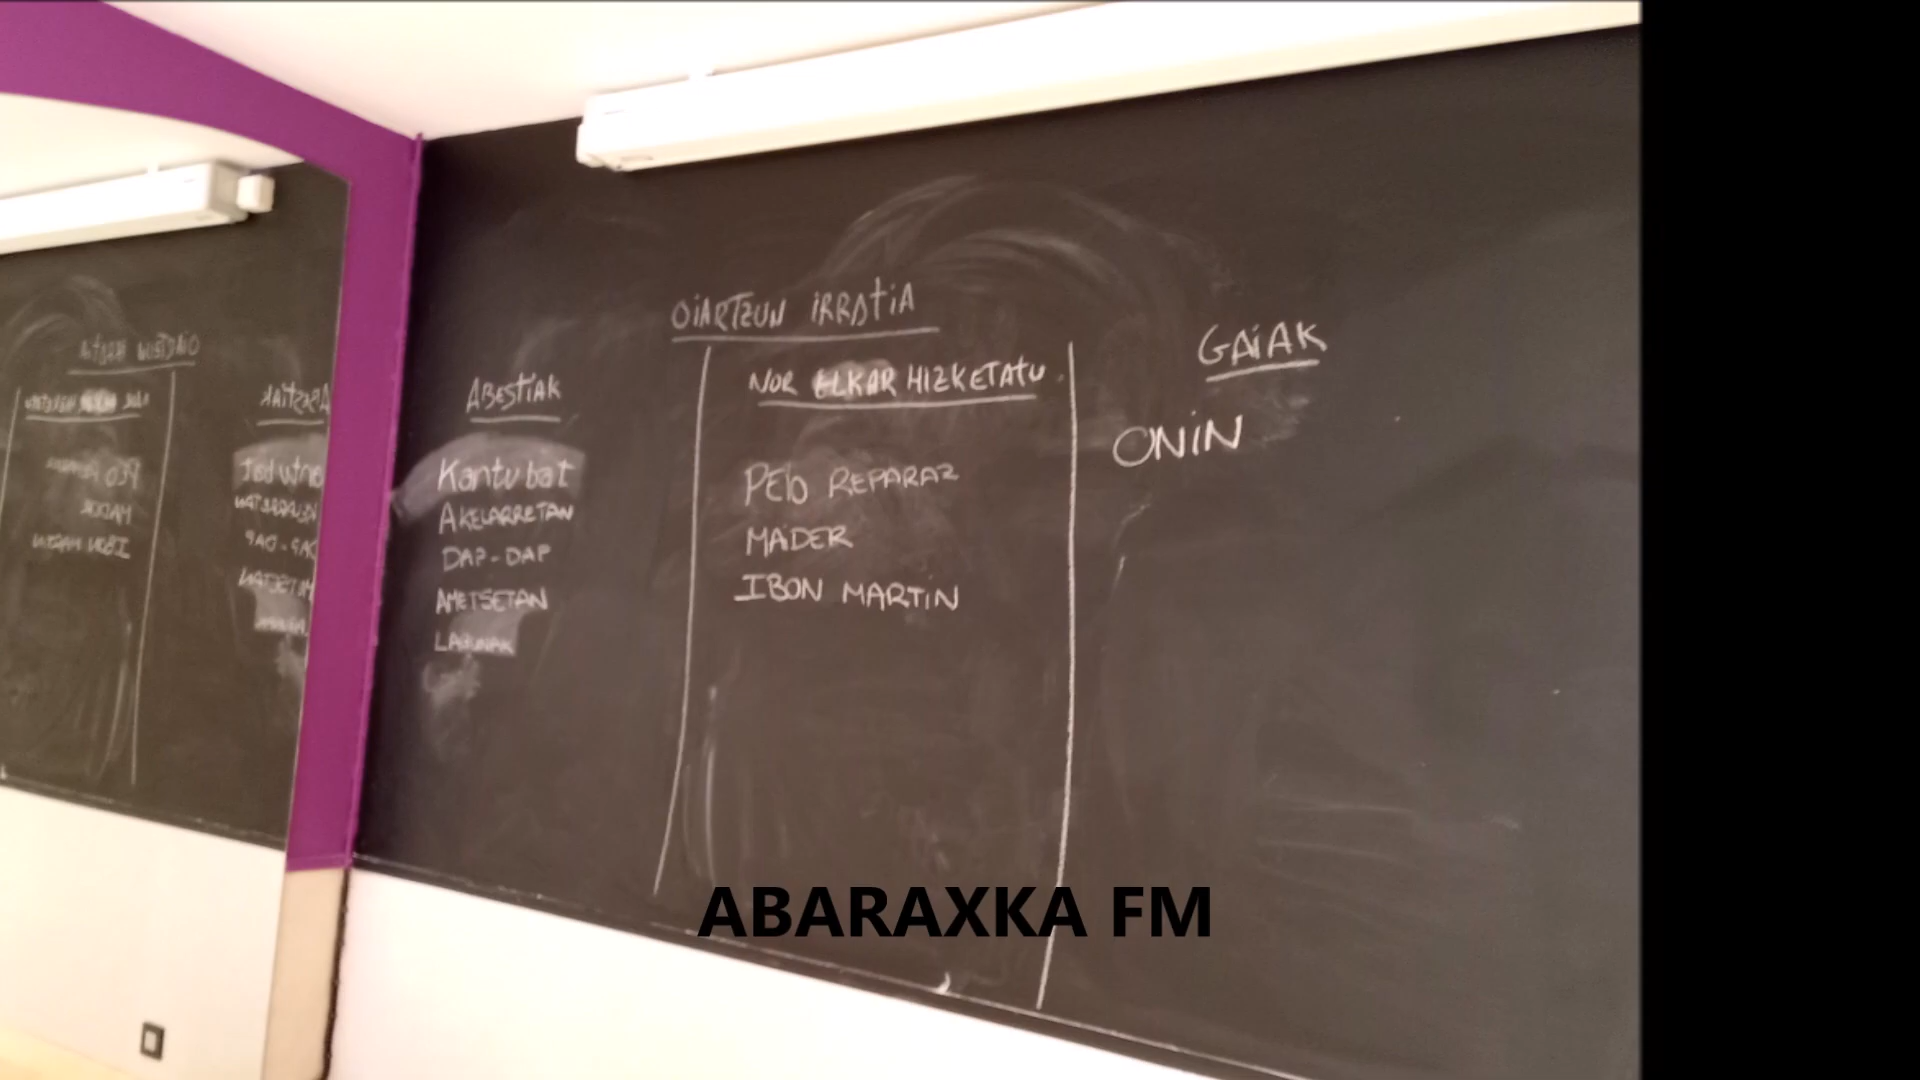 OIARTZUN IRRATIA
ABESTIAK
Kantu bat
AKELARRETAN
DAP-DAP
AMETSETAN
LAGUNAK
NOR ELKAR HIZKETATU
PELO REPARAZ
MADER
IBON MARTIN
GAIAK
ONIN
ABARAXKA FM